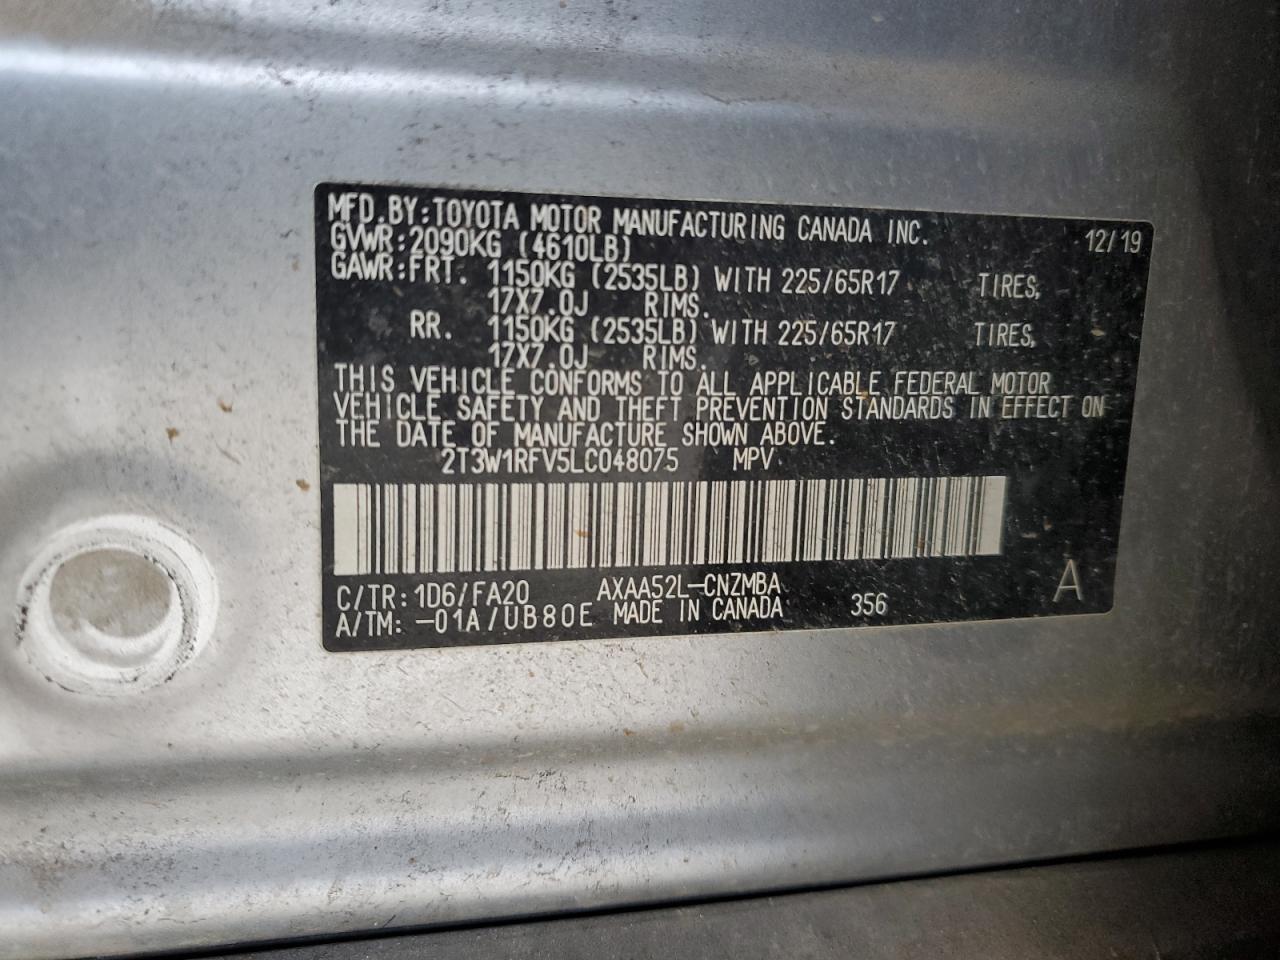 MFD.BY:TOYOTA MOTOR MANUFACTURING CANADA INC. 12/19
GVWR:2090KG (4610LB)
GAWR:FRT. 1150KG (2535LB) WITH 225/65R17 TIRES,
17X7.0J RIMS.
RR. 1150KG (2535LB) WITH 225/65R17 TIRES,
17X7.0J RIMS.
THIS VEHICLE CONFORMS TO ALL APPLICABLE FEDERAL MOTOR
VEHICLE SAFETY AND THEFT PREVENTION STANDARDS IN EFFECT ON
THE DATE OF MANUFACTURE SHOWN ABOVE.
2T3W1RFV5LC048075 MPV
C/TR:1D6/FA20 AXAA52L-CNZMBA A
A/TM:-01A/UB80E MADE IN CANADA 356